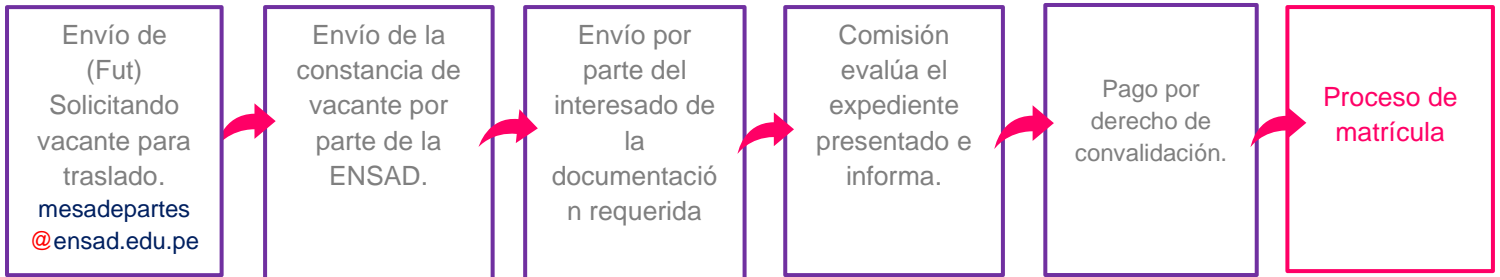 Envío de
(Fut)
Solicitando
vacante para
traslado.
mesadepartes
@ensad.edu.pe
Envío de la
constancia de
vacante por
parte de la
ENSAD.
Envío por
parte del
interesado de
la
documentació
n requerida
Comisión
evalúa el
expediente
presentado e
informa.
Pago por
derecho de
convalidación.
Proceso de
matrícula